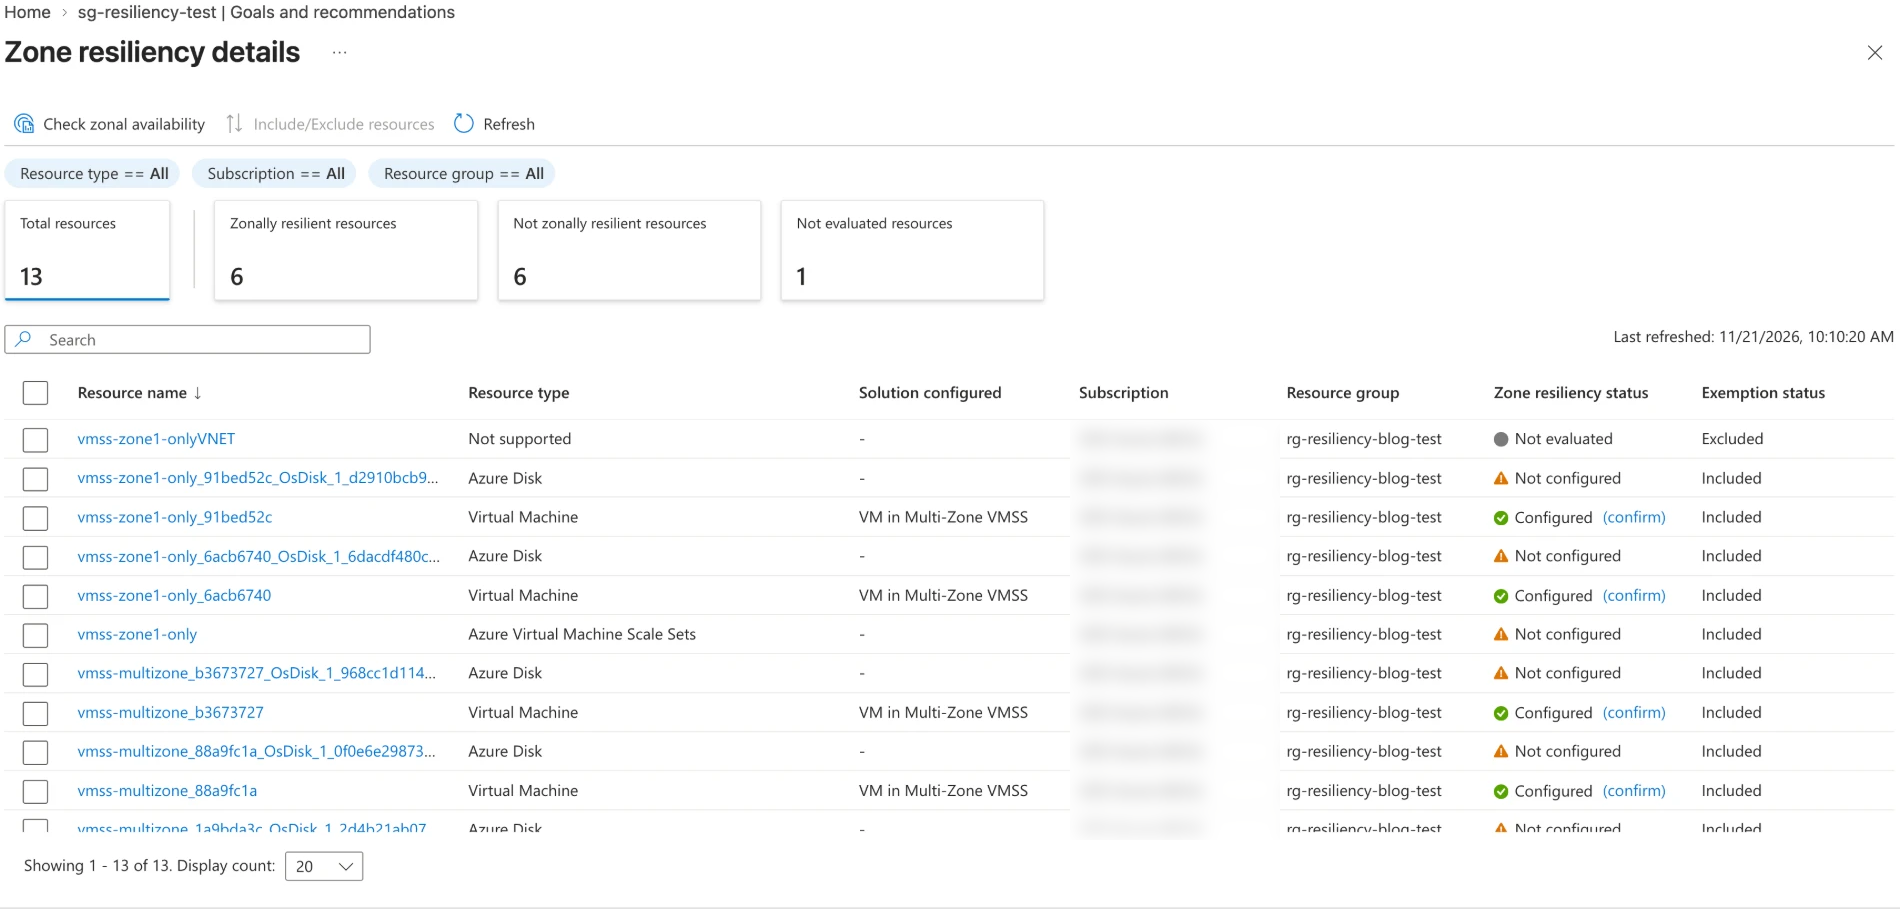 Home > sg-resiliency-test | Goals and recommendations
Zone resiliency details ...
Check zonal availability Include/Exclude resources Refresh
Resource type == All Subscription == All Resource group == All
Total resources Zonally resilient resources Not zonally resilient resources Not evaluated resources
13 6 6 1
Search
Last refreshed: 11/21/2026, 10:10:20 AM
Resource name ↓ Resource type Solution configured Subscription Resource group Zone resiliency status Exemption status
vmss-zone1-onlyVNET Not supported - rg-resiliency-blog-test Not evaluated Excluded
vmss-zone1-only_91bed52c_OsDisk_1_d2910bcb9... Azure Disk - rg-resiliency-blog-test Not configured Included
vmss-zone1-only_91bed52c Virtual Machine VM in Multi-Zone VMSS rg-resiliency-blog-test Configured (confirm) Included
vmss-zone1-only_6acb6740_OsDisk_1_6dacdf480c... Azure Disk - rg-resiliency-blog-test Not configured Included
vmss-zone1-only_6acb6740 Virtual Machine VM in Multi-Zone VMSS rg-resiliency-blog-test Configured (confirm) Included
vmss-zone1-only Azure Virtual Machine Scale Sets - rg-resiliency-blog-test Not configured Included
vmss-multizone_b3673727_OsDisk_1_968cc1d114... Azure Disk - rg-resiliency-blog-test Not configured Included
vmss-multizone_b3673727 Virtual Machine VM in Multi-Zone VMSS rg-resiliency-blog-test Configured (confirm) Included
vmss-multizone_88a9fc1a_OsDisk_1_0f0e6e29873... Azure Disk - rg-resiliency-blog-test Not configured Included
vmss-multizone_88a9fc1a Virtual Machine VM in Multi-Zone VMSS rg-resiliency-blog-test Configured (confirm) Included
vmss-multizone_1a9bda3c_OsDisk_1_2d4b21ab07... Azure Disk - rg-resiliency-blog-test Not configured Included
Showing 1 - 13 of 13. Display count: 20